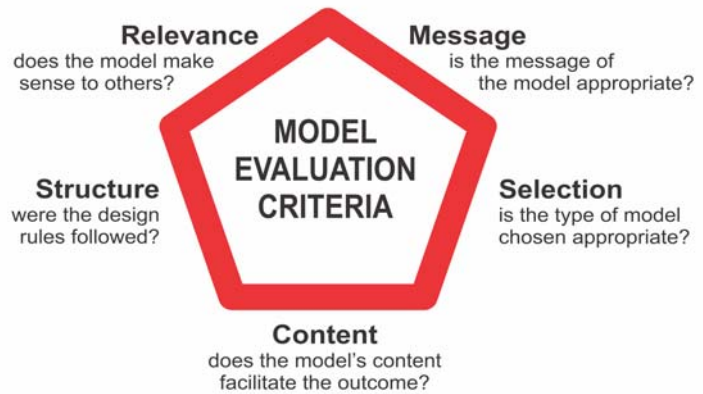 Relevance
does the model make
sense to others?
Message
is the message of
the model appropriate?
MODEL
EVALUATION
CRITERIA
Structure
were the design
rules followed?
Selection
is the type of model
chosen appropriate?
Content
does the model's content
facilitate the outcome?